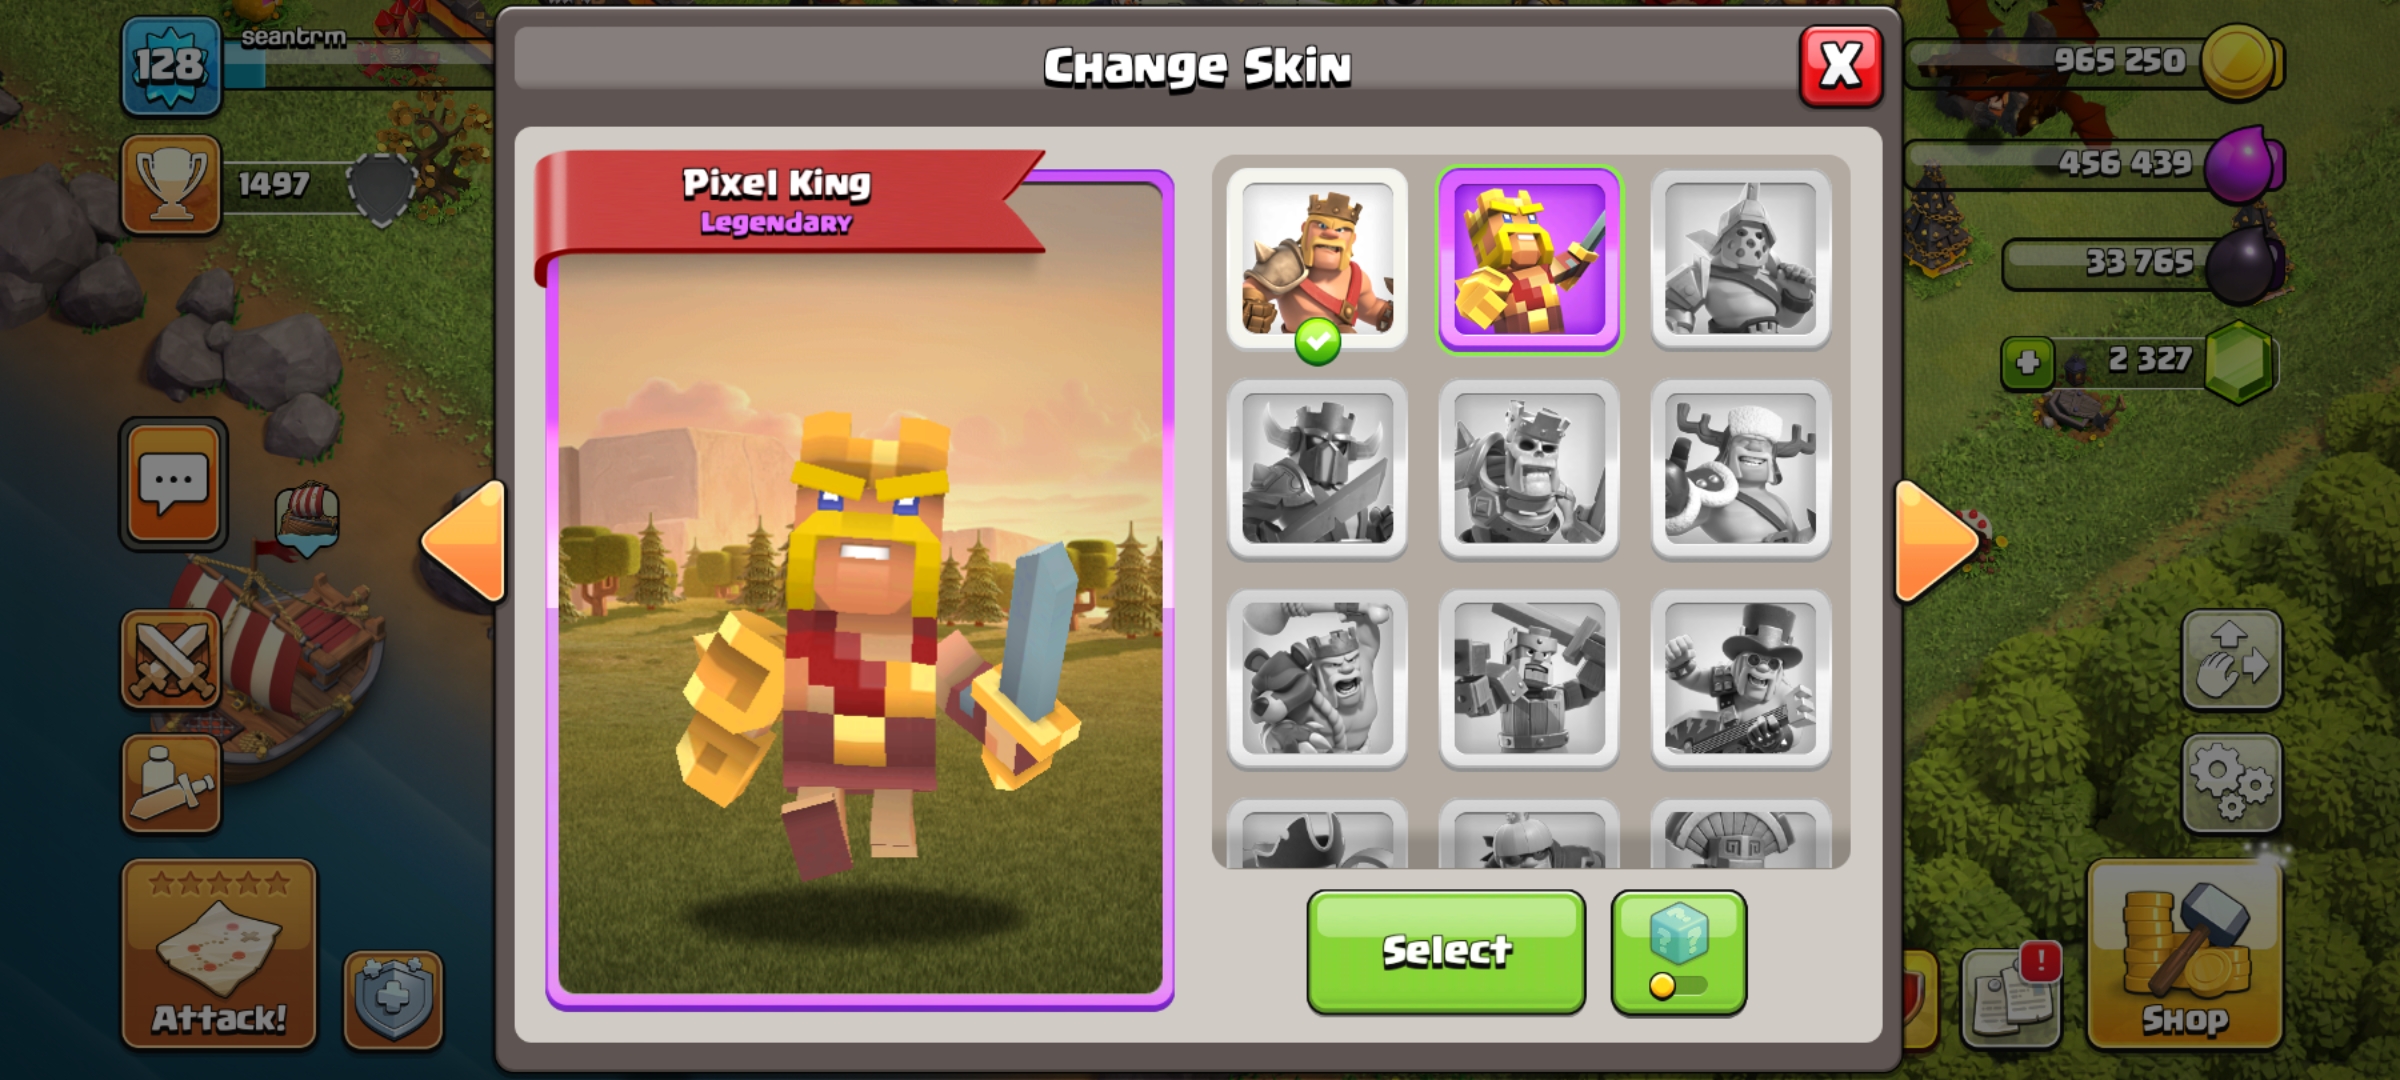 Change Skin
X
128
seantrm
1497
Pixel King
Legendary
965 250
456 439
33 765
2 327
Select
? ? ?
Attack!
!
Shop